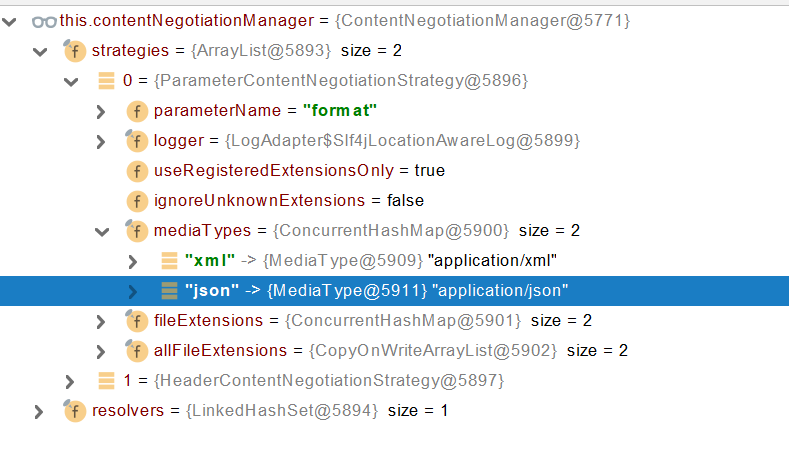 this.contentNegotiationManager = {ContentNegotiationManager@5771}
f strategies = {ArrayList@5893} size = 2
0 = {ParameterContentNegotiationStrategy@5896}
f parameterName = "format"
f logger = {LogAdapter$Slf4jLocationAwareLog@5899}
f useRegisteredExtensionsOnly = true
f ignoreUnknownExtensions = false
f mediaTypes = {ConcurrentHashMap@5900} size = 2
"xml" -> {MediaType@5909} "application/xml"
"json" -> {MediaType@5911} "application/json"
f fileExtensions = {ConcurrentHashMap@5901} size = 2
f allFileExtensions = {CopyOnWriteArrayList@5902} size = 2
1 = {HeaderContentNegotiationStrategy@5897}
f resolvers = {LinkedHashSet@5894} size = 1